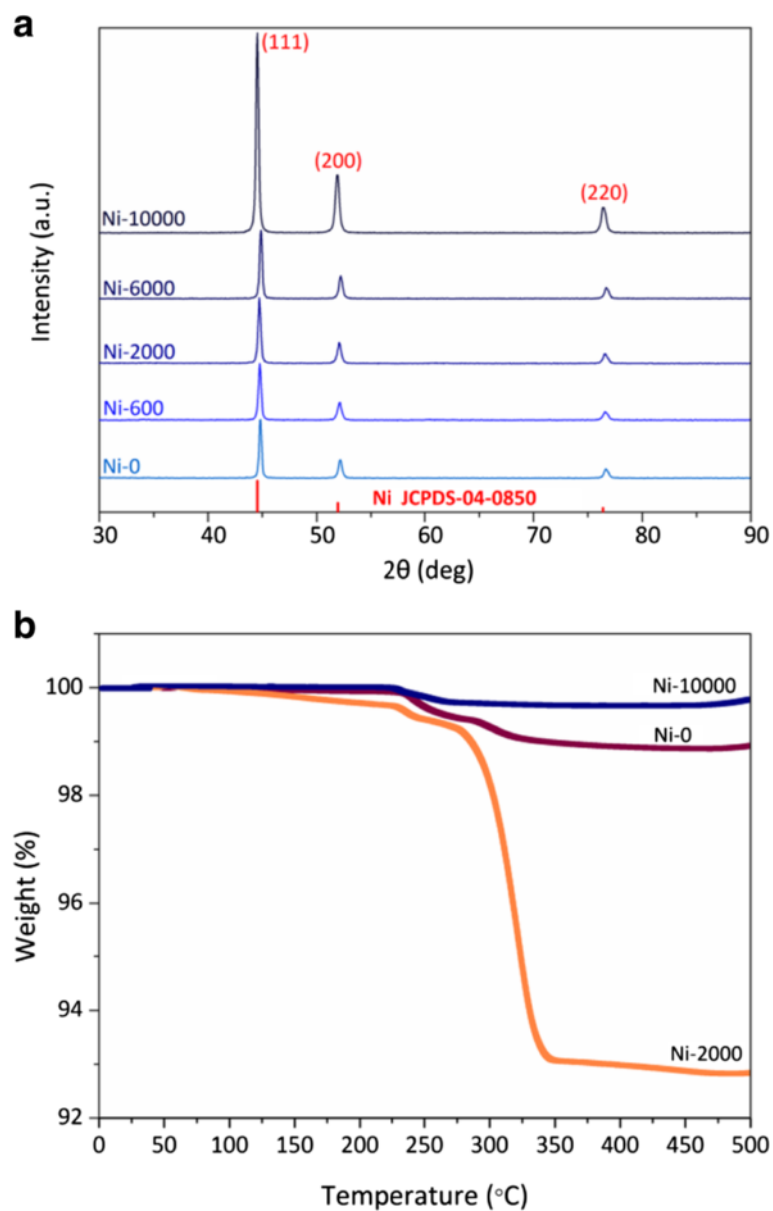 a
(111)
(200)
(220)
Ni-10000
Ni-6000
Ni-2000
Ni-600
Ni-0
Ni JCPDS-04-0850
Intensity (a.u.)
30 40 50 60 70 80 90
2θ (deg)
b
100
98
96
94
92
Ni-10000
Ni-0
Ni-2000
Weight (%)
0 50 100 150 200 250 300 350 400 450 500
Temperature (°C)